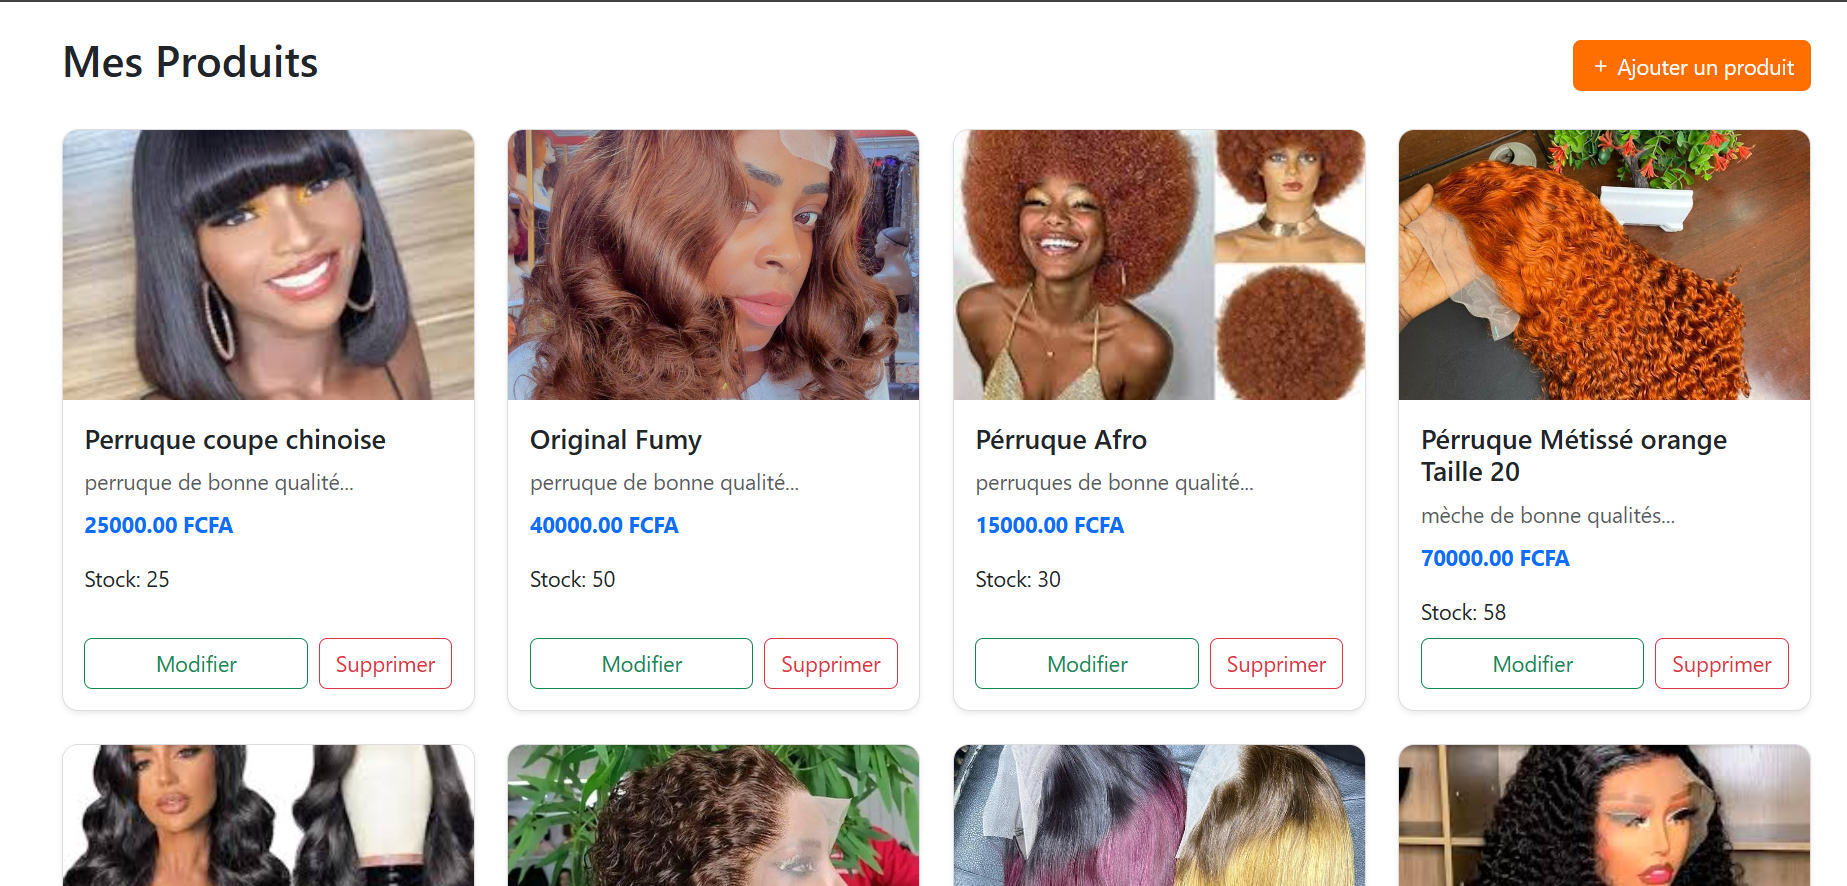 Mes Produits
+ Ajouter un produit
Perruque coupe chinoise
perruque de bonne qualité...
25000.00 FCFA
Stock: 25
Modifier
Supprimer
Original Fumy
perruque de bonne qualité...
40000.00 FCFA
Stock: 50
Modifier
Supprimer
Pérruque Afro
perruques de bonne qualité...
15000.00 FCFA
Stock: 30
Modifier
Supprimer
Pérruque Métissé orange
Taille 20
mèche de bonne qualités...
70000.00 FCFA
Stock: 58
Modifier
Supprimer